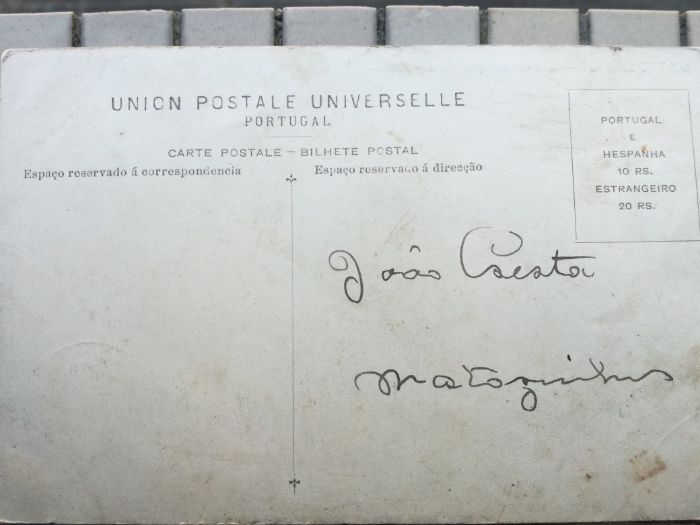 UNION POSTALE UNIVERSELLE
PORTUGAL
CARTE POSTALE – BILHETE POSTAL
Espaço reservado á correspondencia
Espaço reservado á direcção
PORTUGAL
E
HESPANHA
10 RS.
ESTRANGEIRO
20 RS.
João
Matozinhos